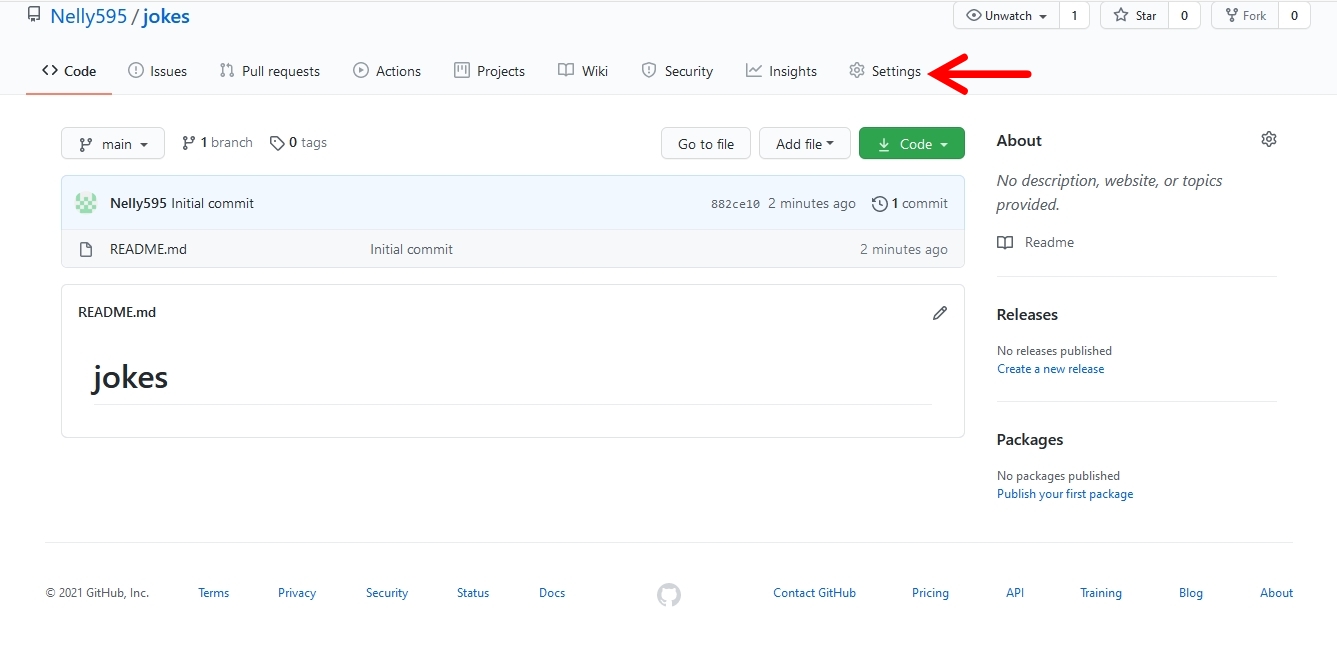 Nelly595 / jokes
Unwatch 1 Star 0 Fork 0
Code Issues Pull requests Actions Projects Wiki Security Insights Settings
main 1 branch 0 tags Go to file Add file Code
Nelly595 Initial commit 882ce10 2 minutes ago 1 commit
README.md Initial commit 2 minutes ago
README.md
jokes
About
No description, website, or topics
provided.
Readme
Releases
No releases published
Create a new release
Packages
No packages published
Publish your first package
© 2021 GitHub, Inc. Terms Privacy Security Status Docs Contact GitHub Pricing API Training Blog About